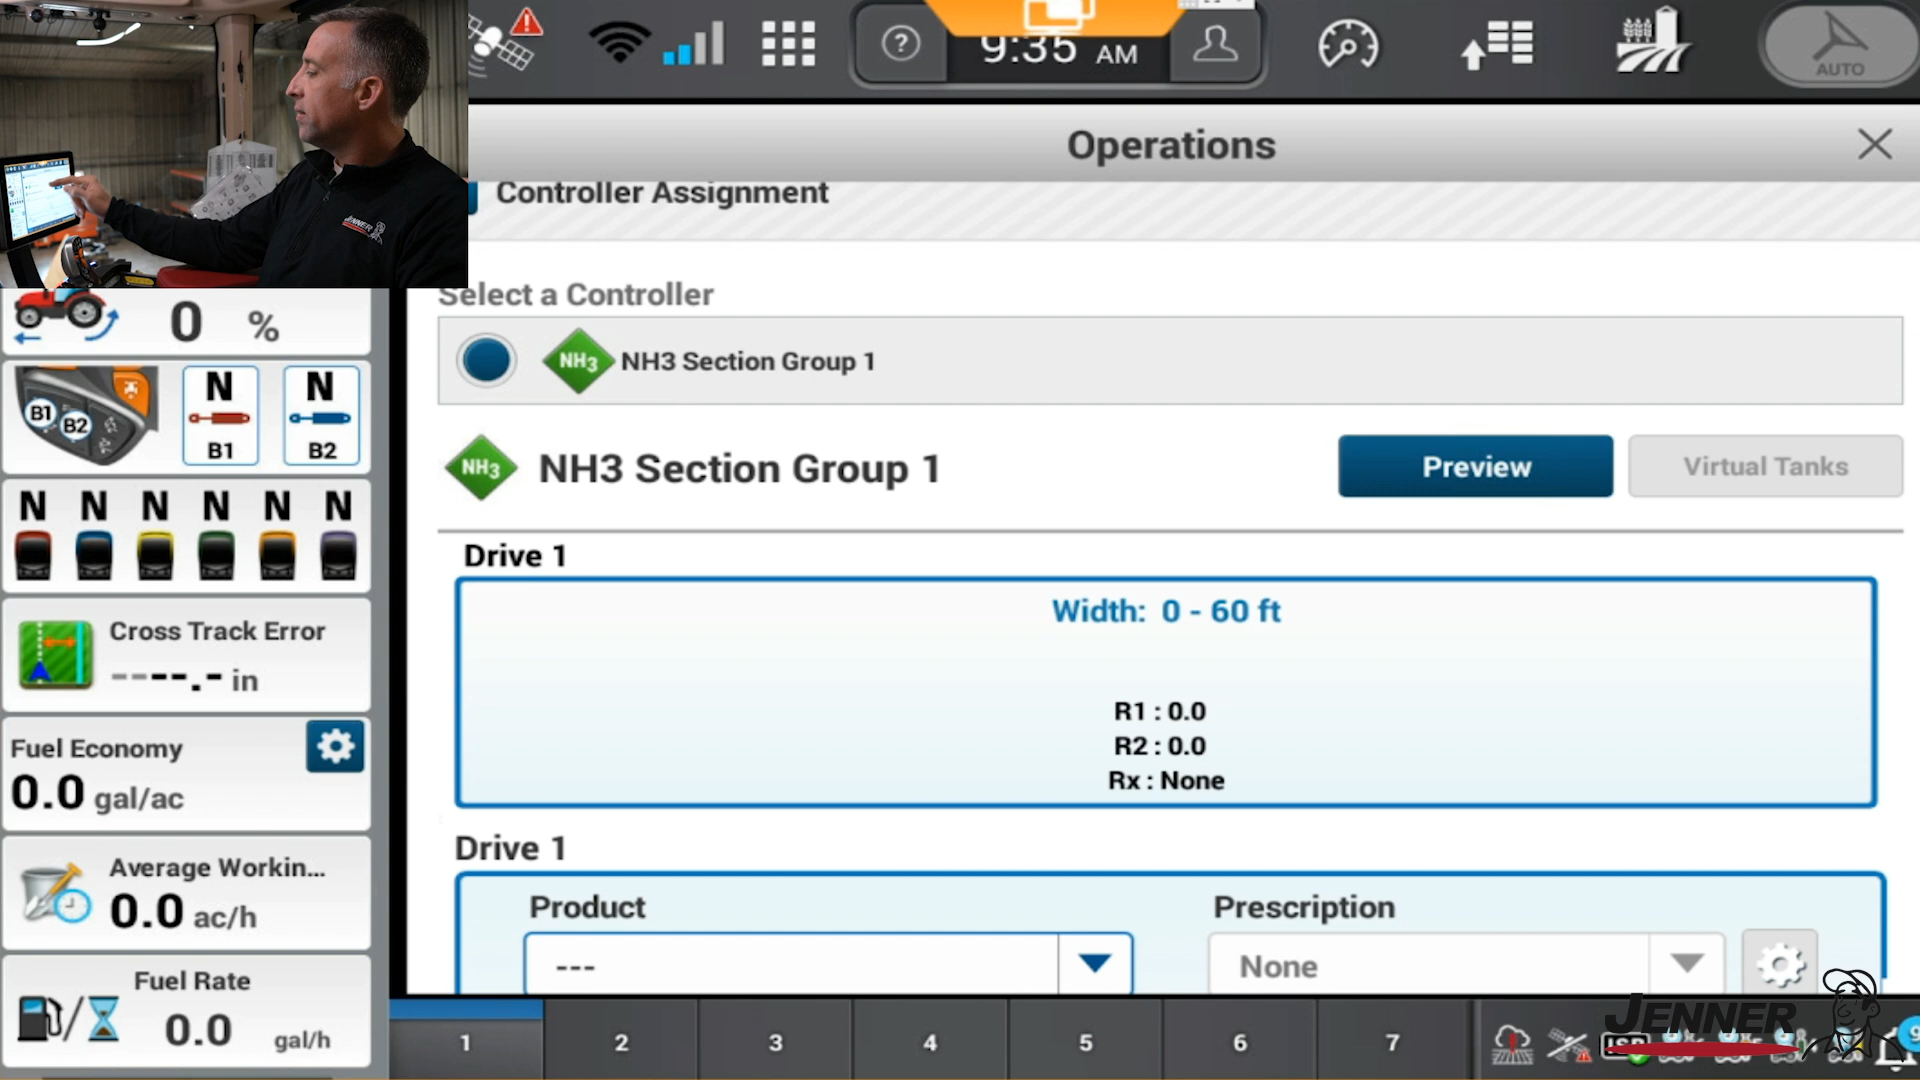 ?
9:35 AM
AUTO
Operations
Controller Assignment
JENNER
Select a Controller
NH3 NH3 Section Group 1
NH3 NH3 Section Group 1
Preview
Virtual Tanks
Drive 1
Width: 0 - 60 ft
R1 : 0.0
R2 : 0.0
Rx : None
Drive 1
Product
Prescription
---
None
0 %
B1 B2
N
B1
N
B2
N N N N N N
Cross Track Error
----.- in
Fuel Economy
0.0 gal/ac
Average Workin...
0.0 ac/h
Fuel Rate
0.0 gal/h
1 2 3 4 5 6 7
JENNER
9